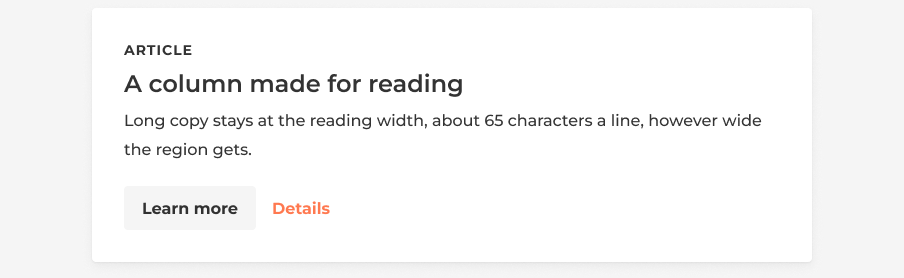 ARTICLE
A column made for reading
Long copy stays at the reading width, about 65 characters a line, however wide
the region gets.
Learn more Details